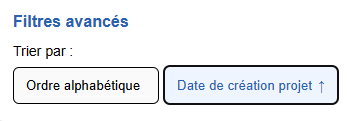 Filtres avancés
Trier par :
Ordre alphabétique
Date de création projet ↑